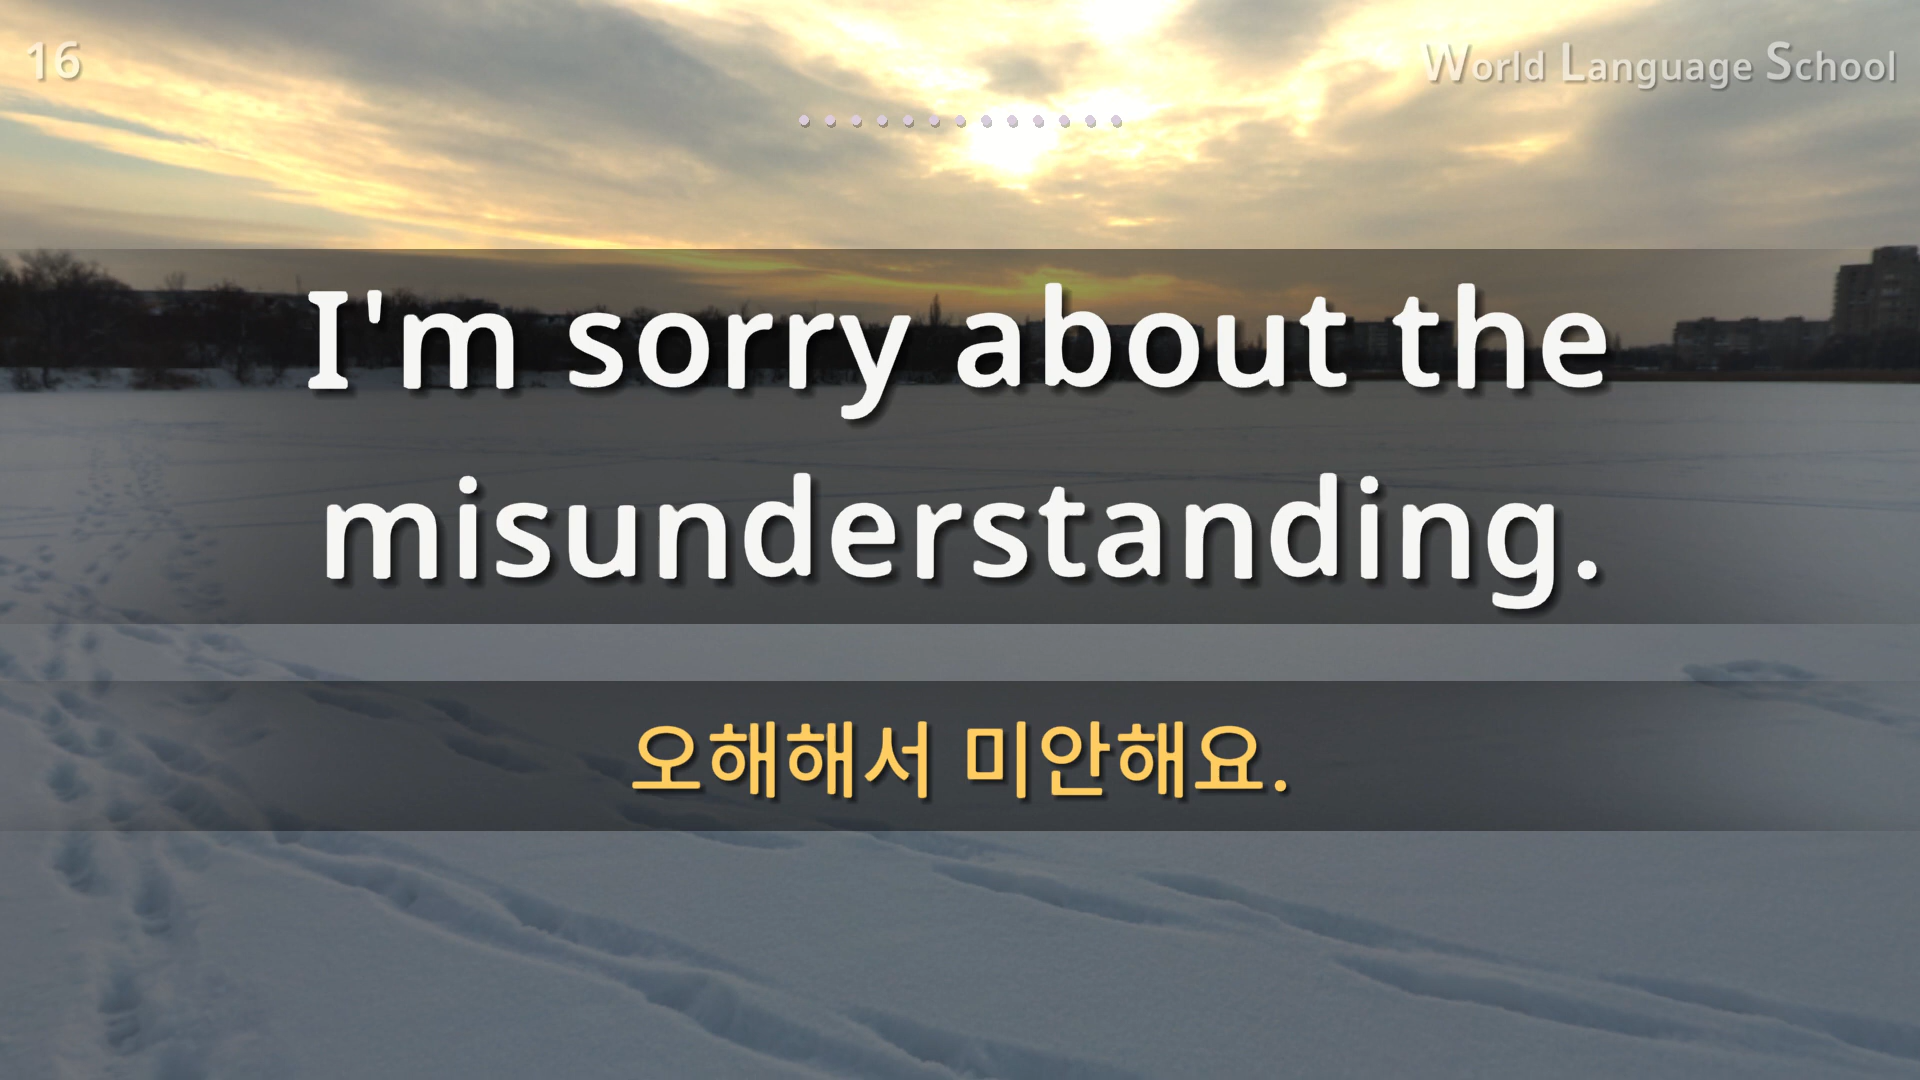 16
World Language School
I'm sorry about the
misunderstanding.
오해해서 미안해요.